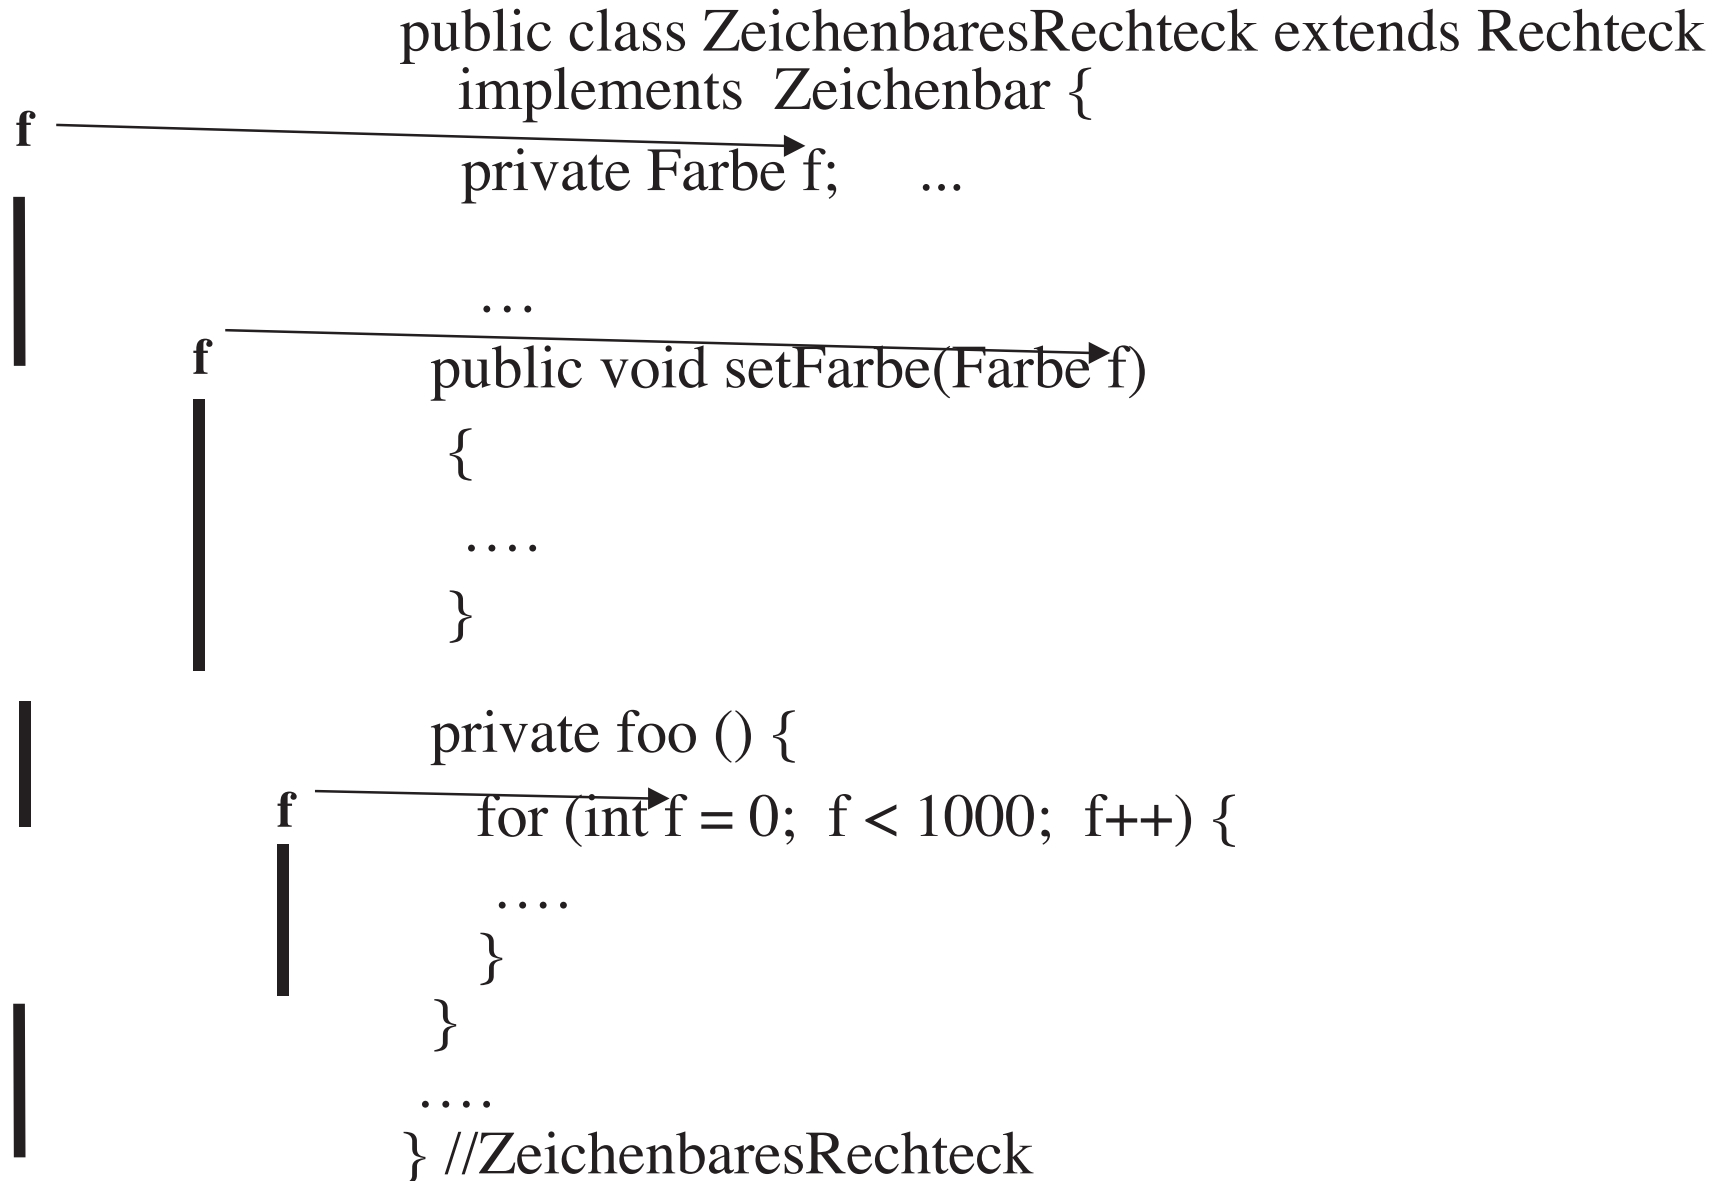 public class ZeichenbaresRechteck extends Rechteck
implements Zeichenbar {
f
private Farbe f; ...
…
f
public void setFarbe(Farbe f)
{
….
}
private foo () {
f
for (int f = 0; f < 1000; f++) {
….
}
}
….
} //ZeichenbaresRechteck